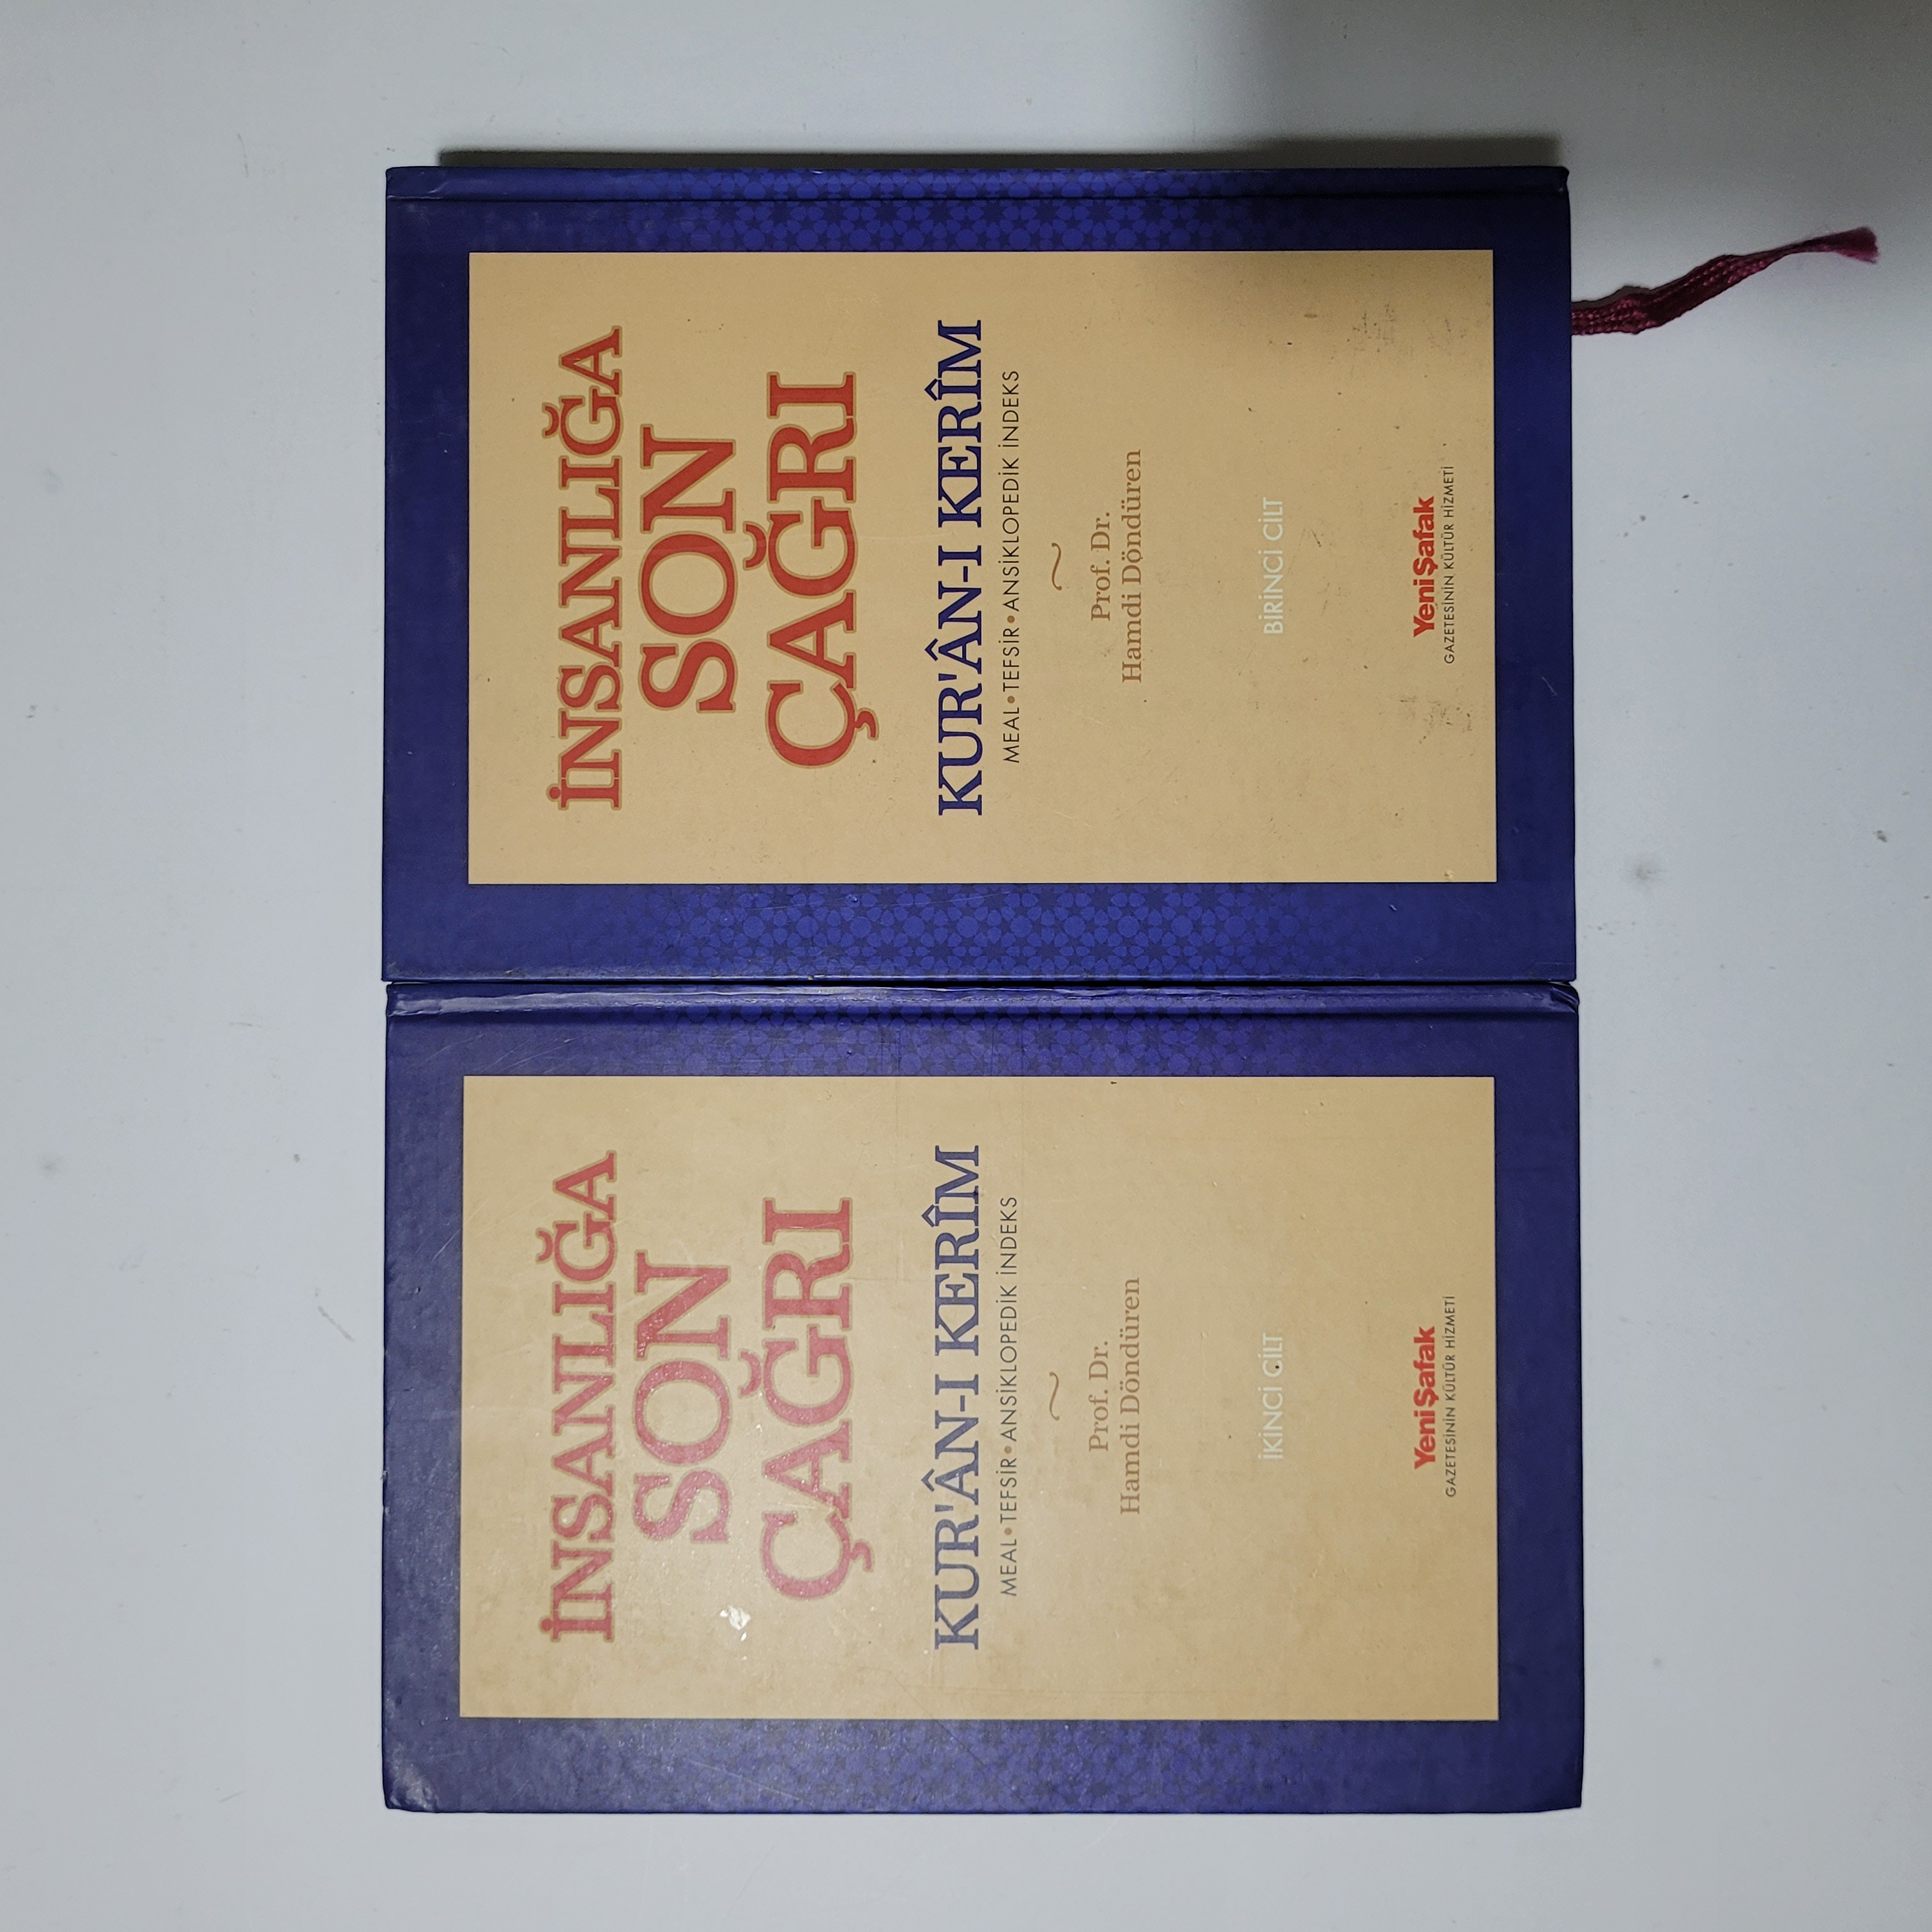 İNSANLIĞA
SON
ÇAĞRI
KUR'ÂN-I KERÎM
MEAL•TEFSİR•ANSİKLOPEDİK İNDEKS
Prof. Dr.
Hamdi Döndüren
BİRİNCİ CİLT
YeniŞafak
GAZETESİNİN KÜLTÜR HİZMETİ
İNSANLIĞA
SON
ÇAĞRI
KUR'ÂN-I KERÎM
MEAL•TEFSİR•ANSİKLOPEDİK İNDEKS
Prof. Dr.
Hamdi Döndüren
İKİNCİ CİLT
YeniŞafak
GAZETESİNİN KÜLTÜR HİZMETİ